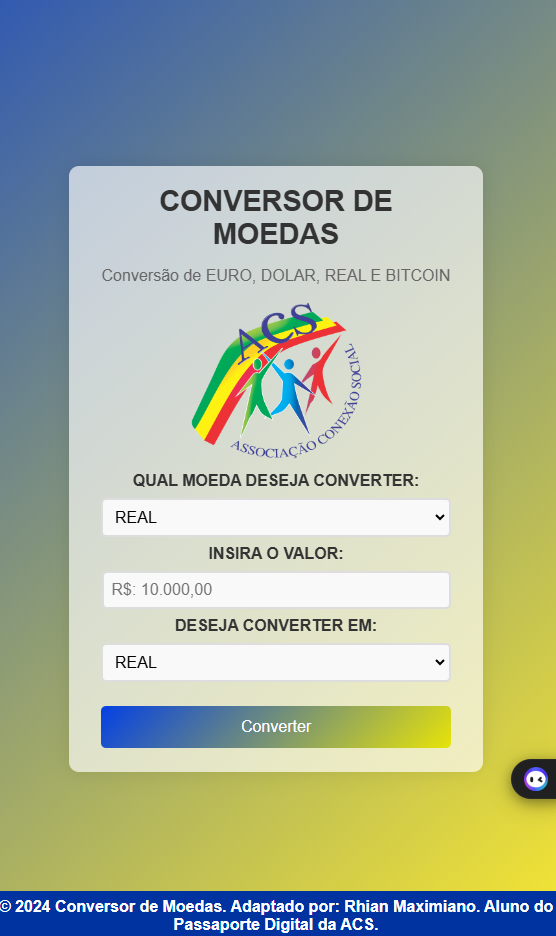 CONVERSOR DE
MOEDAS
Conversão de EURO, DOLAR, REAL E BITCOIN
ACS
ASSOCIAÇÃO CONEXÃO SOCIAL
QUAL MOEDA DESEJA CONVERTER:
REAL
INSIRA O VALOR:
R$: 10.000,00
DESEJA CONVERTER EM:
REAL
Converter
© 2024 Conversor de Moedas. Adaptado por: Rhian Maximiano. Aluno do
Passaporte Digital da ACS.